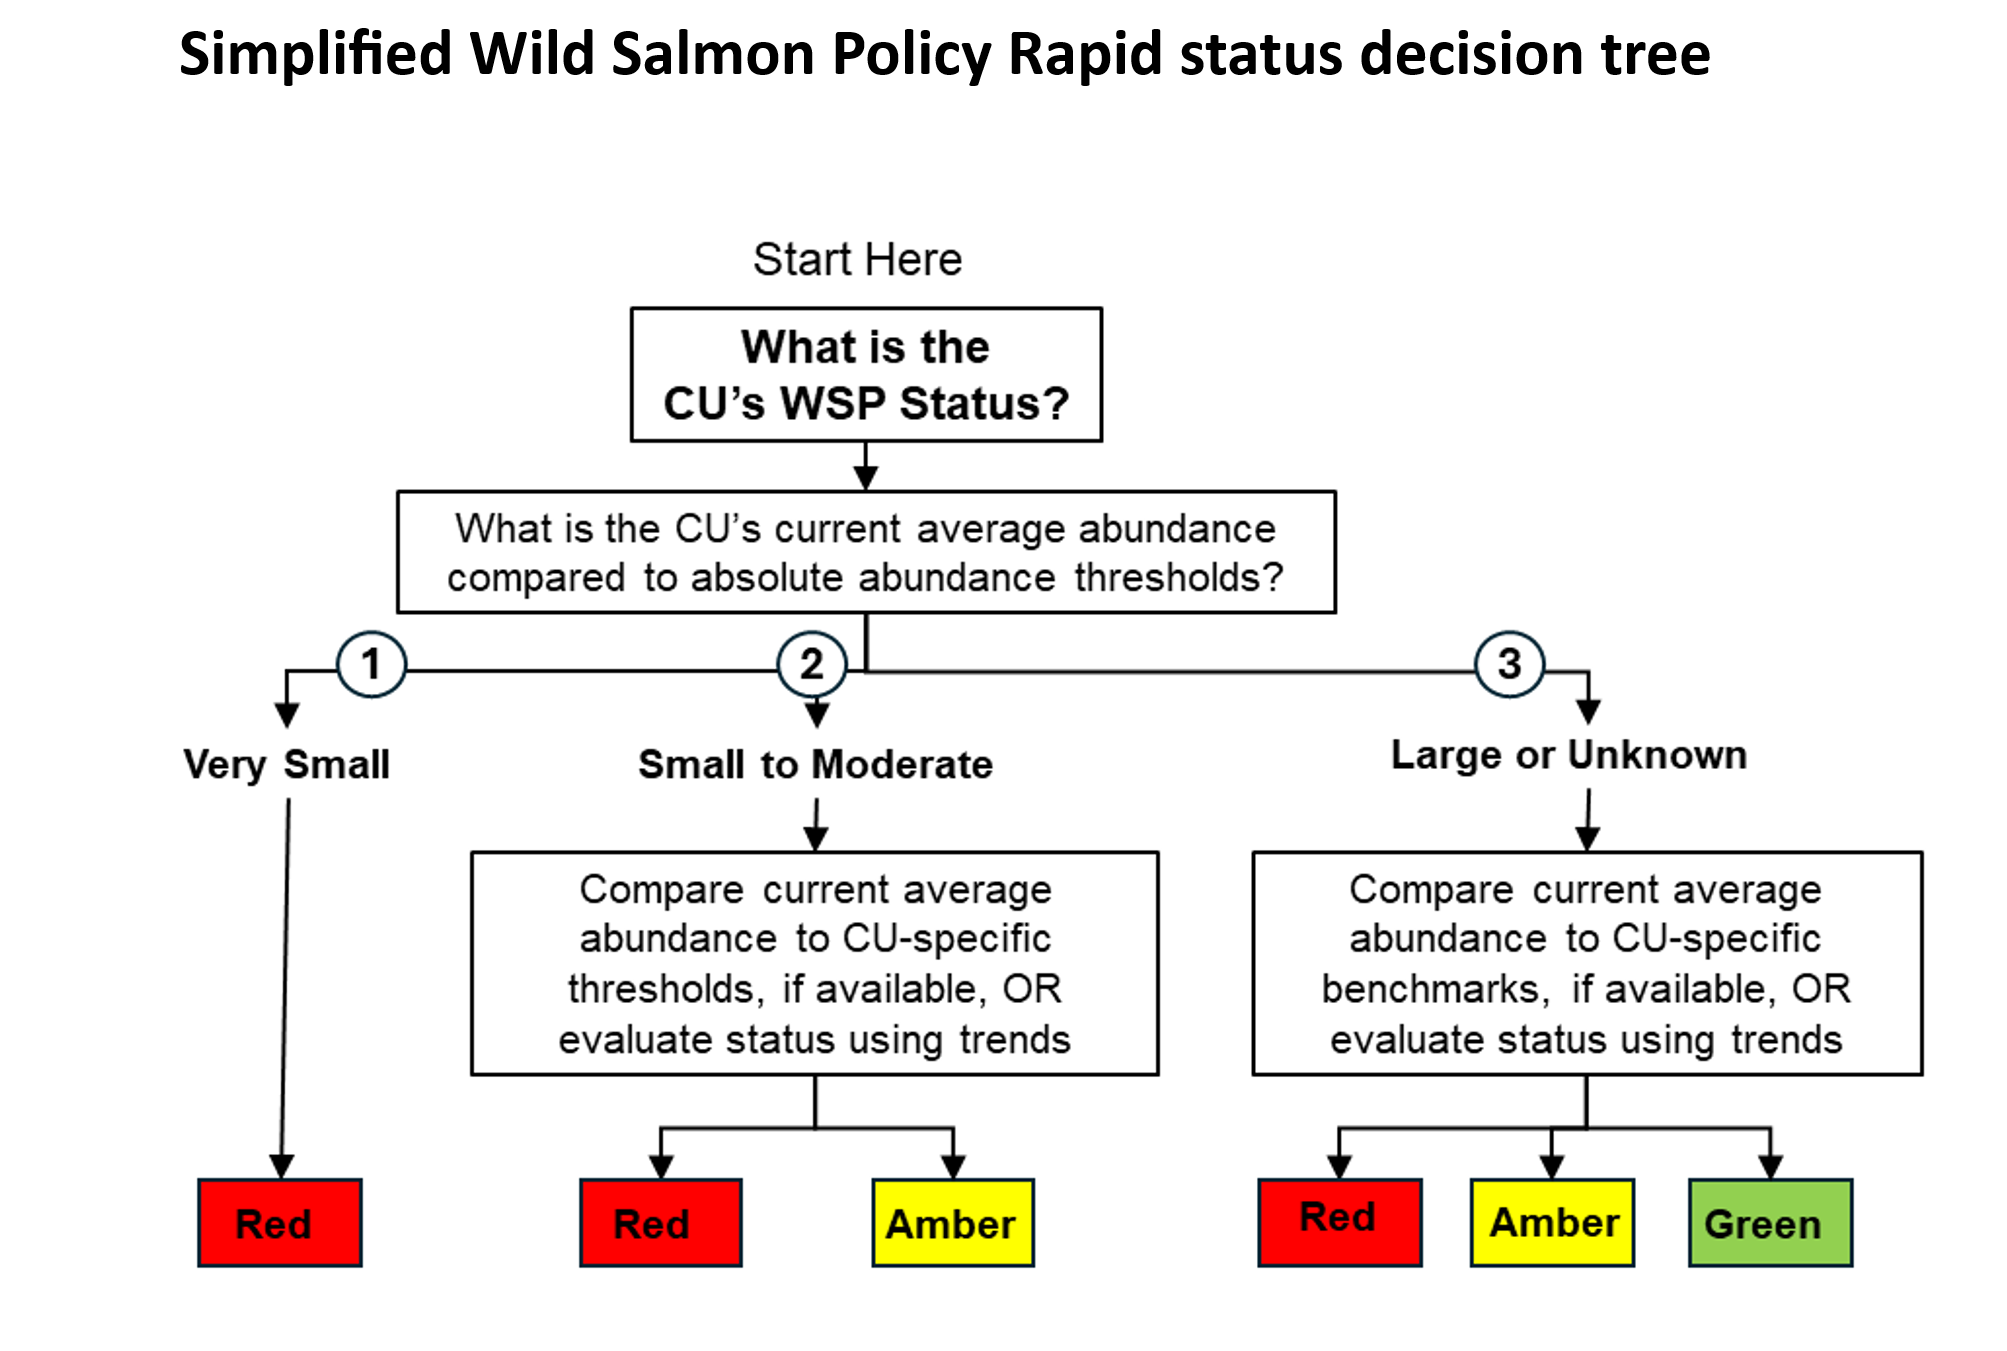 Simplified Wild Salmon Policy Rapid status decision tree
Start Here
What is the
CU’s WSP Status?
What is the CU’s current average abundance
compared to absolute abundance thresholds?
1
2
3
Very Small
Small to Moderate
Large or Unknown
Compare current average
abundance to CU-specific
thresholds, if available, OR
evaluate status using trends
Compare current average
abundance to CU-specific
benchmarks, if available, OR
evaluate status using trends
Red
Red
Amber
Red
Amber
Green